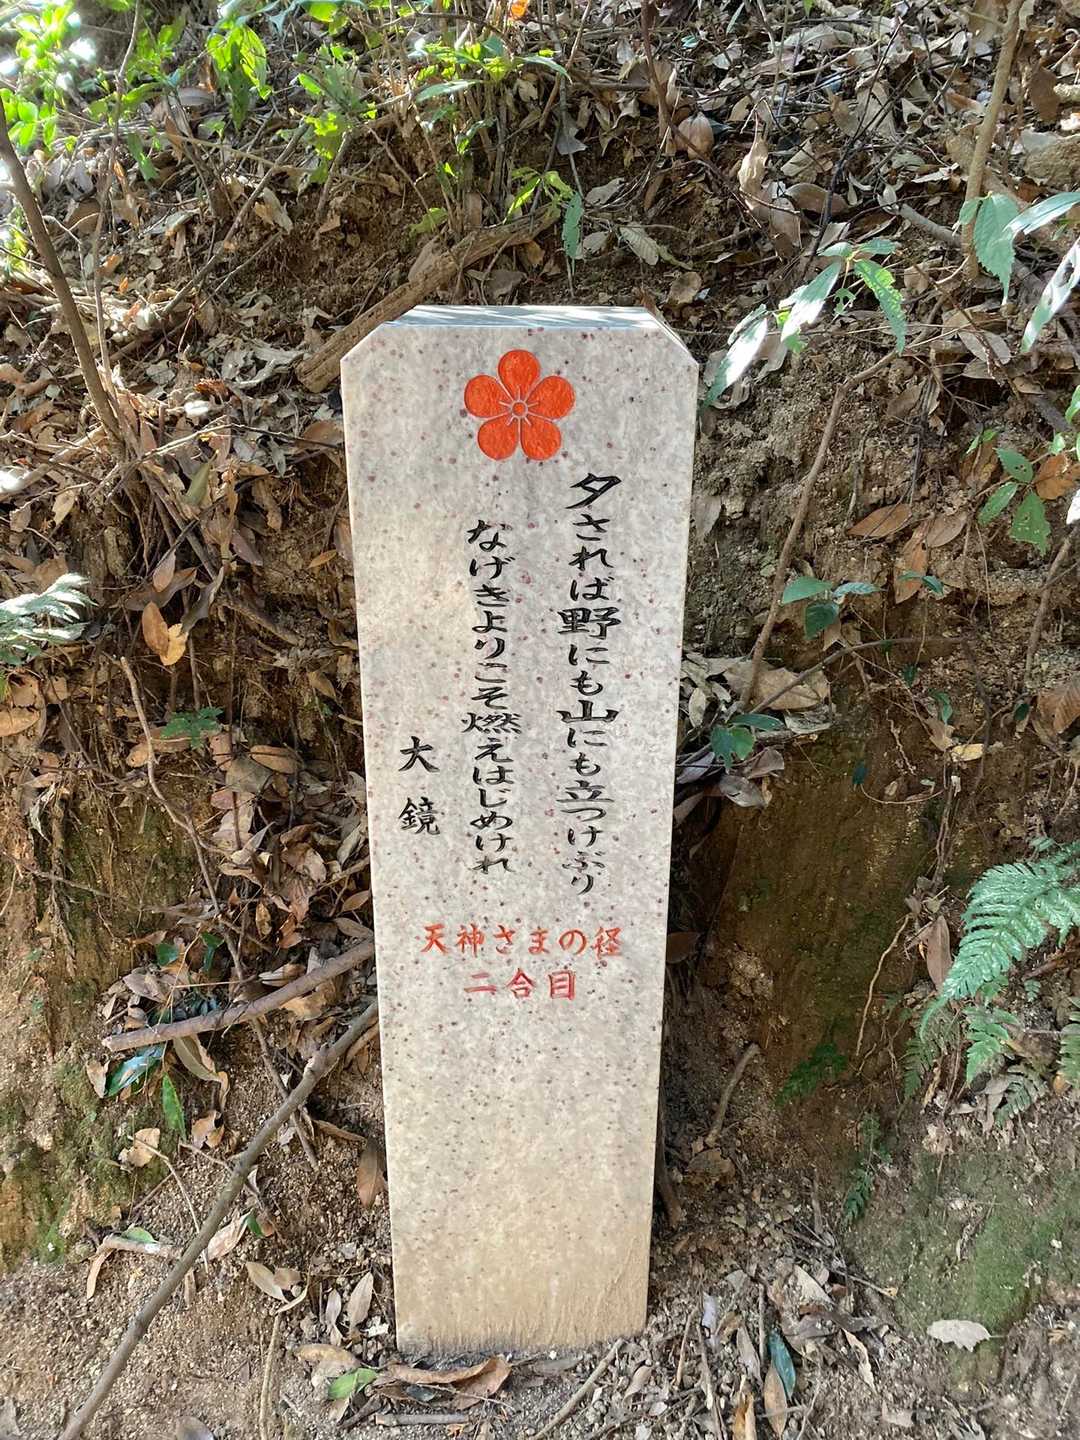 夕されば野にも山にも立つけぶり
なげきよりこそ燃えはじめけれ
大鏡
天神さまの径
二合目